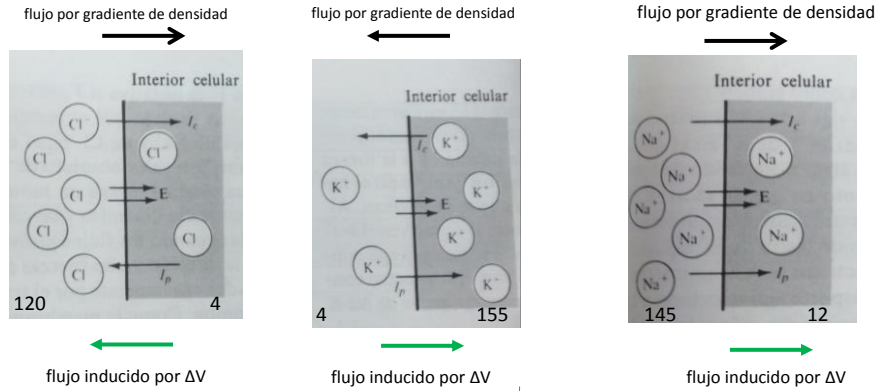 flujo por gradiente de densidad
Interior celular
Cl⁻
I_c
Cl
Cl⁻
Cl
E
Cl
Cl
Cl
I_p
120
4
flujo inducido por ΔV
flujo por gradiente de densidad
Interior celular
I_c
K⁺
K⁺
K⁺
E
K⁺
K⁺
I_p
K⁺
4
155
flujo inducido por ΔV
flujo por gradiente de densidad
Interior celular
Na⁺
I_c
Na⁺
Na⁺
E
Na⁺
Na⁺
Na⁺
Na⁺
I_p
145
12
flujo inducido por ΔV